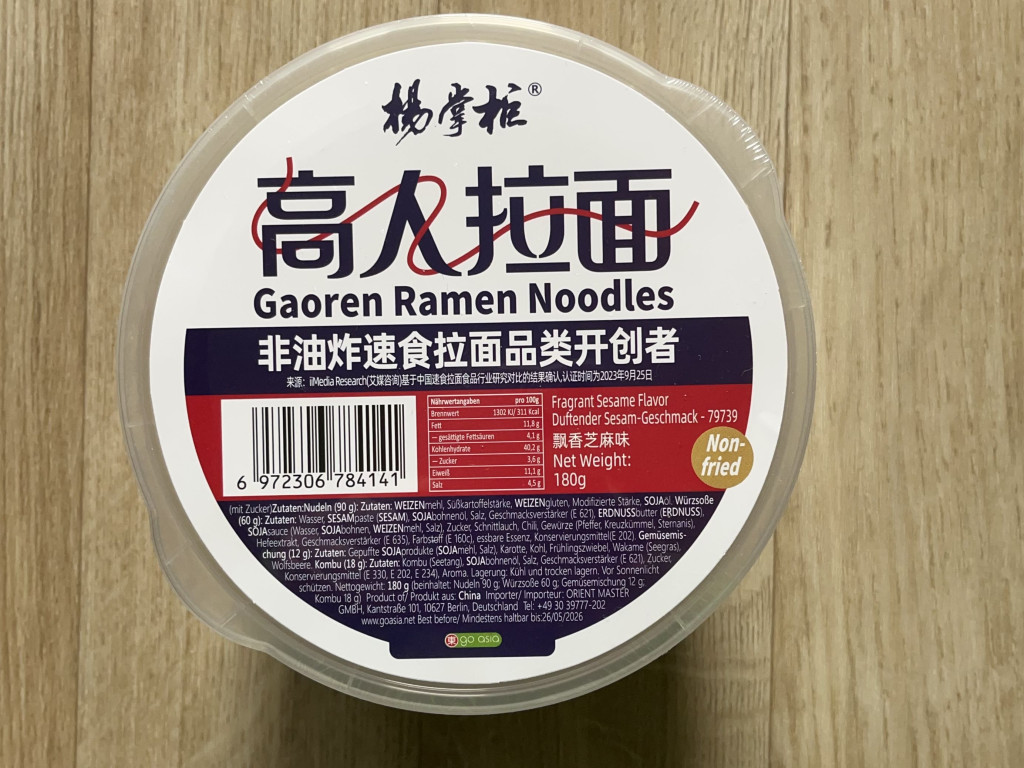 楊掌柜®
高人拉面
Gaoren Ramen Noodles
非油炸速食拉面品类开创者
来源：iiMedia Research(艾媒咨询)基于中国速食拉面食品行业研究对比的结果确认,认证时间为2023年9月25日
6 972306 784141
Nährwertangaben pro 100g
Brennwert 1302 KJ/ 311 Kcal
Fett 11,8 g
— gesättigte Fettsäuren 4,1 g
Kohlenhydrate 40,2 g
— Zucker 3,6 g
Eiweiß 11,1 g
Salz 4,5 g
Fragrant Sesame Flavor
Duftender Sesam-Geschmack - 79739
飘香芝麻味
Net Weight:
180g
Non-
fried
(mit Zucker)Zutaten:Nudeln (90 g): Zutaten: WEIZENmehl, Süßkartoffelstärke, WEIZENgluten, Modifizierte Stärke, SOJAöl. Würzsoße
(60 g): Zutaten: Wasser, SESAMpaste (SESAM), SOJAbohnenöl, Salz, Geschmacksverstärker (E 621), ERDNUSSbutter (ERDNUSS),
SOJAsauce (Wasser, SOJAbohnen, WEIZENmehl, Salz), Zucker, Schnittlauch, Chili, Gewürze (Pfeffer, Kreuzkümmel, Sternanis),
Hefeextrakt, Geschmacksverstärker (E 635), Farbstoff (E 160c), essbare Essenz, Konservierungsmittel(E 202). Gemüsemis-
chung (12 g): Zutaten: Gepuffte SOJAprodukte (SOJAmehl, Salz), Karotte, Kohl, Frühlingszwiebel, Wakame (Seegras),
Wolfsbeere. Kombu (18 g): Zutaten: Kombu (Seetang), SOJAbohnenöl, Salz, Geschmacksverstärker (E 621), Zucker,
Konservierungsmittel (E 330, E 202, E 234), Aroma. Lagerung: Kühl und trocken lagern. Vor Sonnenlicht
schützen. Nettogewicht: 180 g (beinhaltet: Nudeln 90 g; Würzsoße 60 g; Gemüsemischung 12 g;
Kombu 18 g) Product of/ Produkt aus: China Importer/ Importeur: ORIENT MASTER
GMBH, Kantstraße 101, 10627 Berlin, Deutschland Tel: +49 30 39777-202
www.goasia.net Best before/ Mindestens haltbar bis:26/05/2026
東 go asia